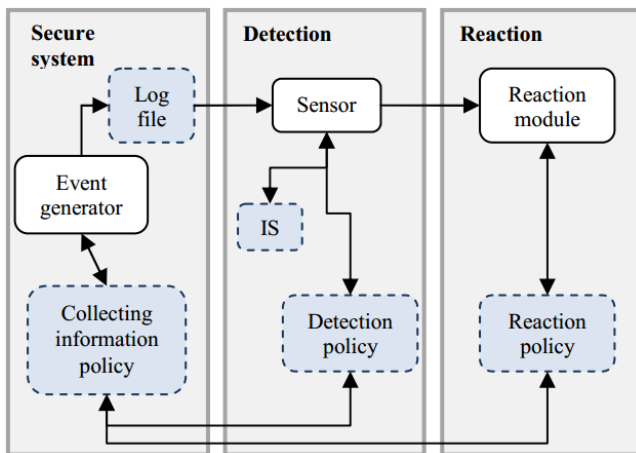 Secure
system
Log
file
Event
generator
Collecting
information
policy
Detection
Sensor
IS
Detection
policy
Reaction
Reaction
module
Reaction
policy